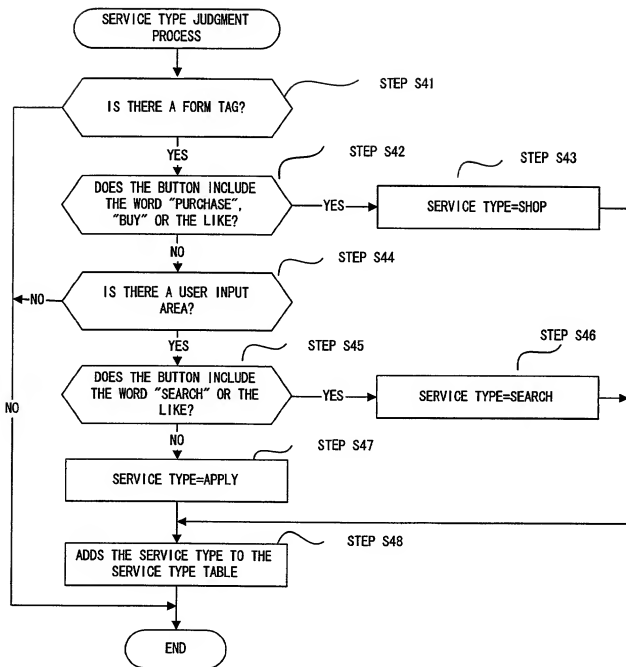 SERVICE TYPE JUDGMENT
PROCESS
STEP S41
IS THERE A FORM TAG?
YES
STEP S42
STEP S43
DOES THE BUTTON INCLUDE
THE WORD "PURCHASE",
"BUY" OR THE LIKE?
YES
SERVICE TYPE=SHOP
NO
STEP S44
IS THERE A USER INPUT
AREA?
NO
YES
STEP S45
STEP S46
DOES THE BUTTON INCLUDE
THE WORD "SEARCH" OR THE
LIKE?
YES
SERVICE TYPE=SEARCH
NO
NO
STEP S47
SERVICE TYPE=APPLY
STEP S48
ADDS THE SERVICE TYPE TO THE
SERVICE TYPE TABLE
END